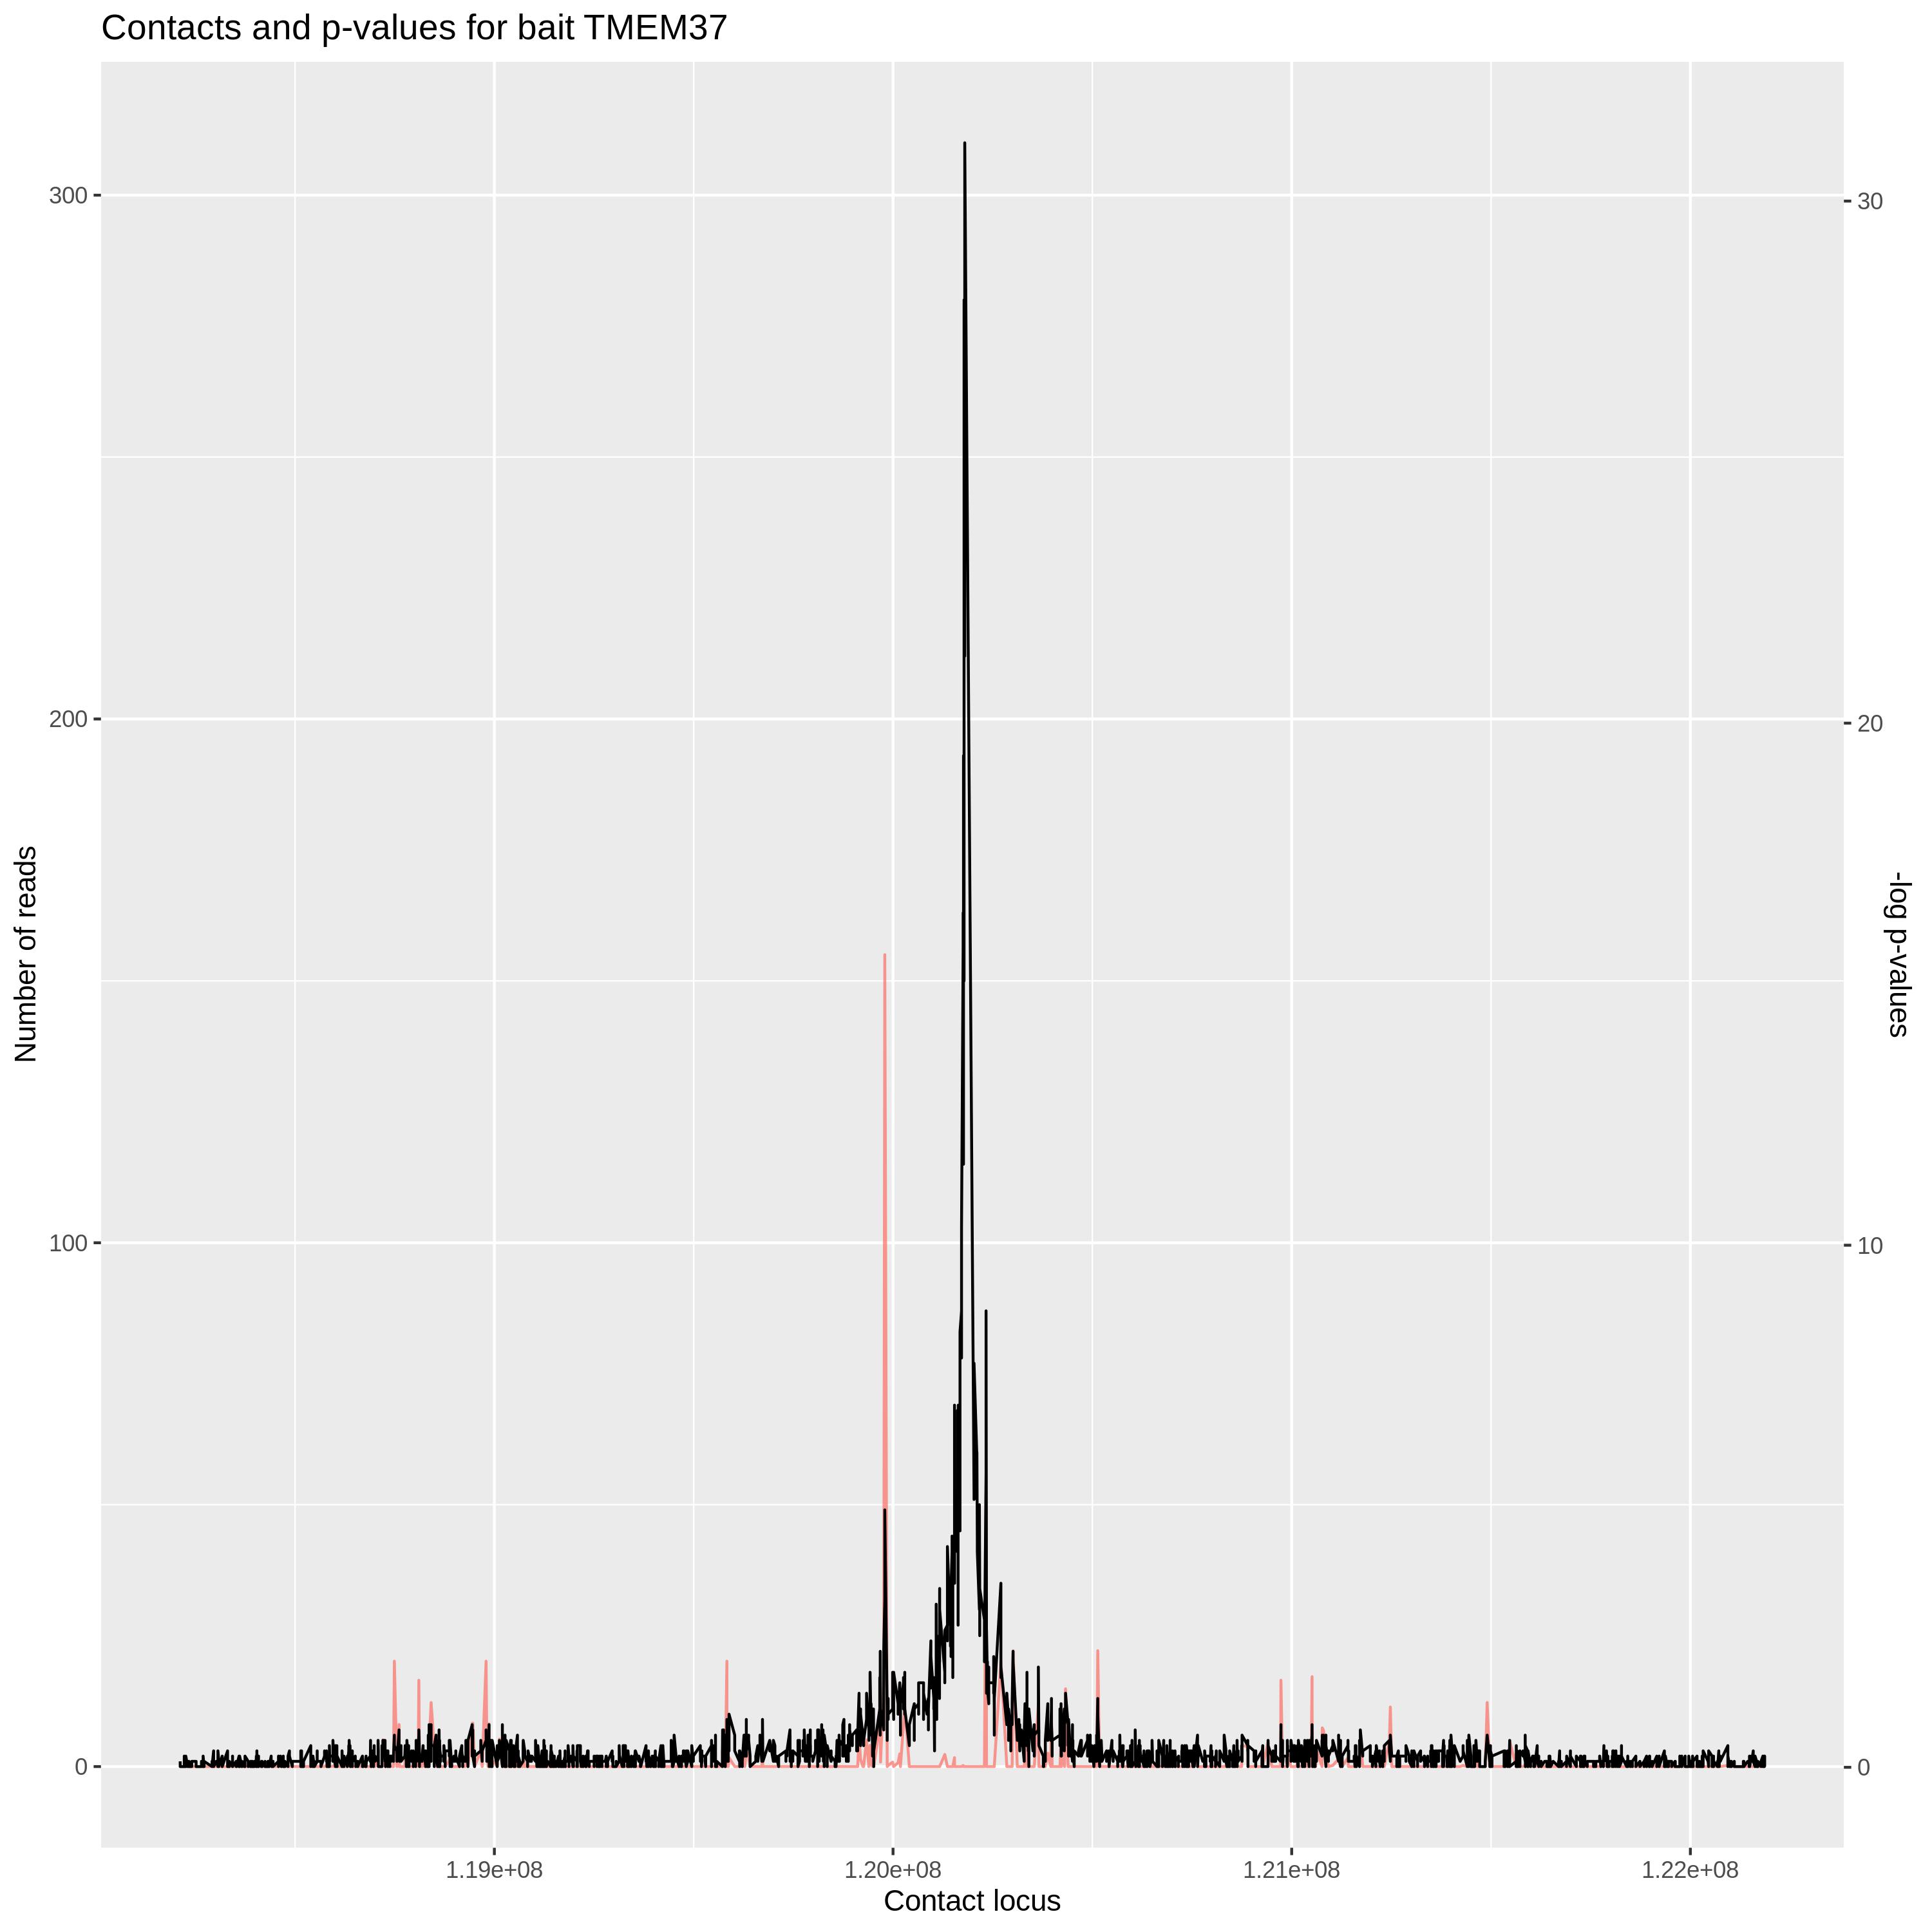 Contacts and p-values for bait TMEM37
300
200
100
0
Number of reads
30
20
10
0
-log p-values
1.19e+08
1.20e+08
1.21e+08
1.22e+08
Contact locus